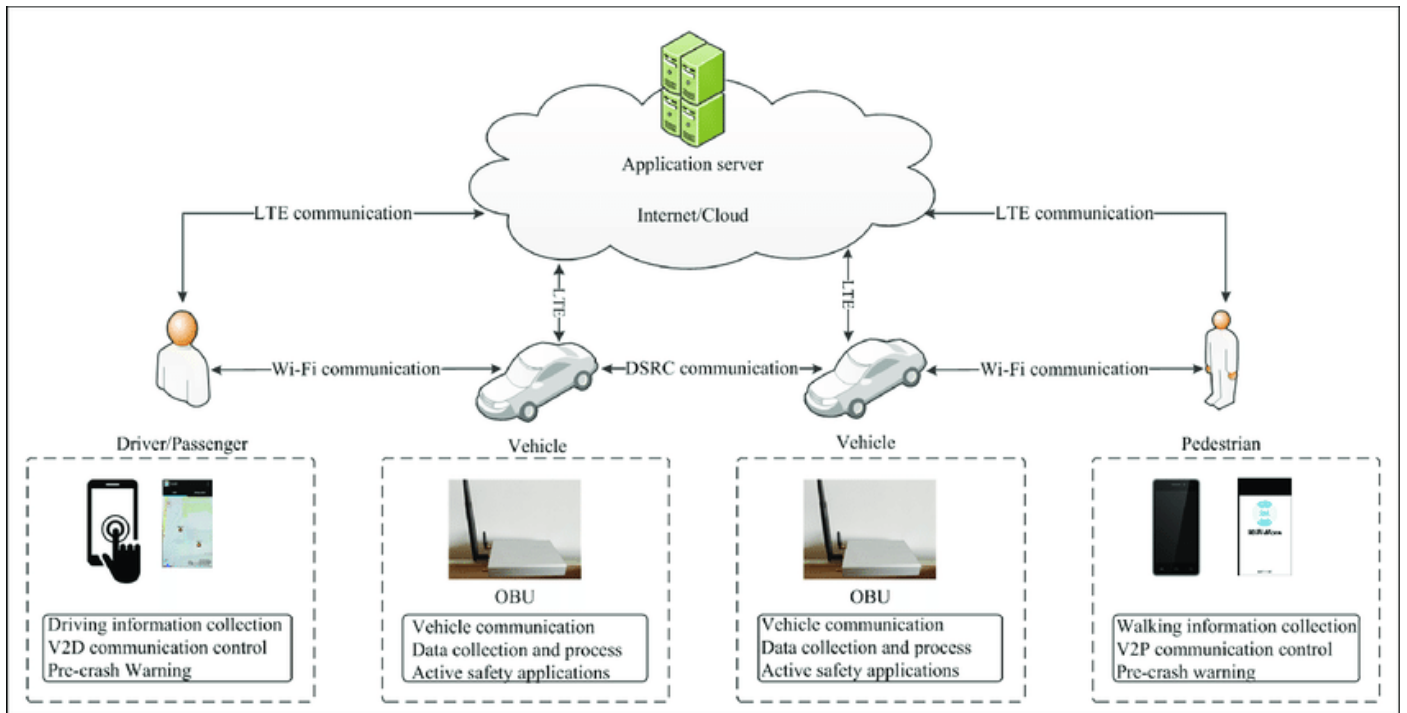 Application server
Internet/Cloud
LTE communication
LTE communication
LTE
LTE
Wi-Fi communication
DSRC communication
Wi-Fi communication
Driver/Passenger
Vehicle
Vehicle
Pedestrian
OBU
OBU
Driving information collection
V2D communication control
Pre-crash Warning
Vehicle communication
Data collection and process
Active safety applications
Vehicle communication
Data collection and process
Active safety applications
Walking information collection
V2P communication control
Pre-crash warning